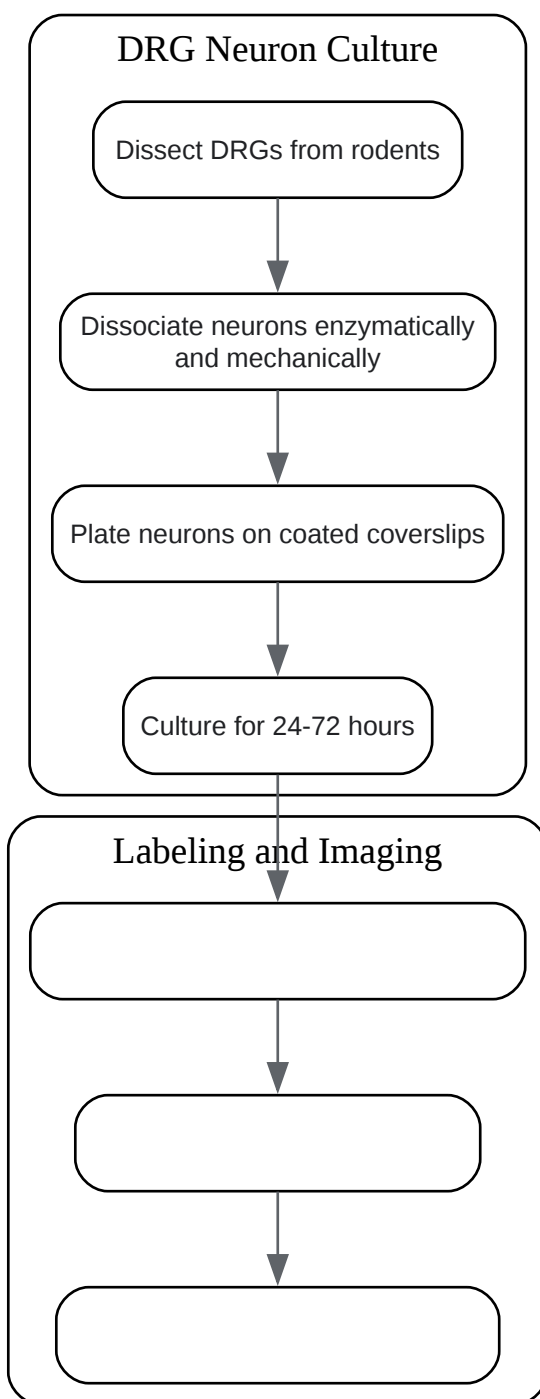 DRG Neuron Culture
Dissect DRGs from rodents
Dissociate neurons enzymatically
and mechanically
Plate neurons on coated coverslips
Culture for 24-72 hours
Labeling and Imaging